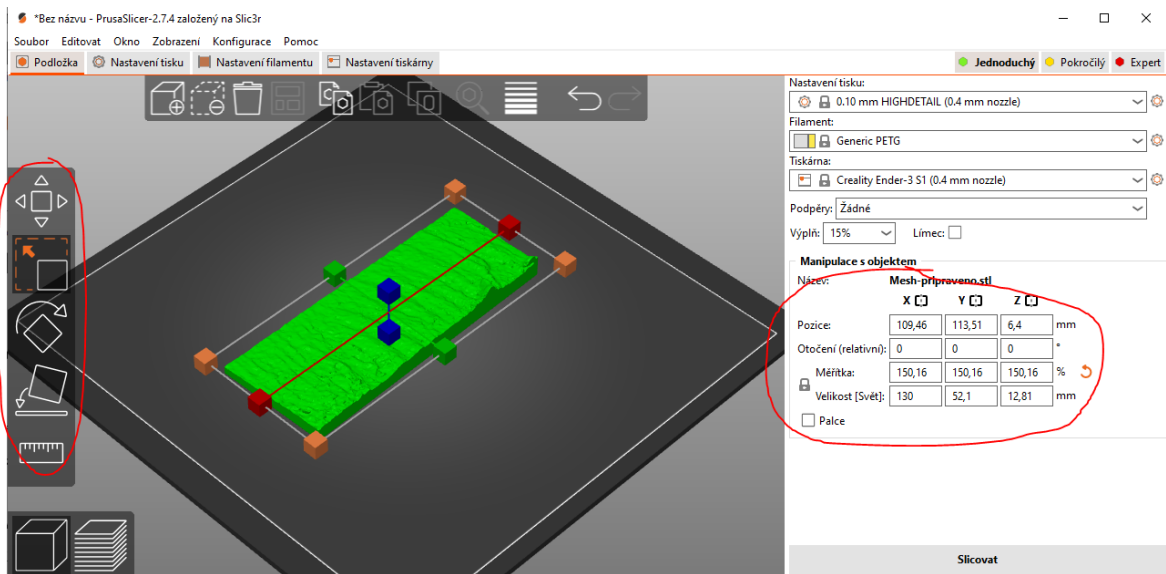 *Bez názvu - PrusaSlicer-2.7.4 založený na Slic3r
Soubor Editovat Okno Zobrazení Konfigurace Pomoc
Podložka Nastavení tisku Nastavení filamentu Nastavení tiskárny Jednoduchý Pokročilý Expert
Nastavení tisku:
0.10 mm HIGHDETAIL (0.4 mm nozzle)
Filament:
Generic PETG
Tiskárna:
Creality Ender-3 S1 (0.4 mm nozzle)
Podpěry: Žádné
Výplň: 15% Límec:
Manipulace s objektem
Název: Mesh-pripraveno.stl
X Y Z
Pozice: 109,46 113,51 6,4 mm
Otočení (relativní): 0 0 0 °
Měřítka: 150,16 150,16 150,16 %
Velikost [Svět]: 130 52,1 12,81 mm
Palce
Slicovat